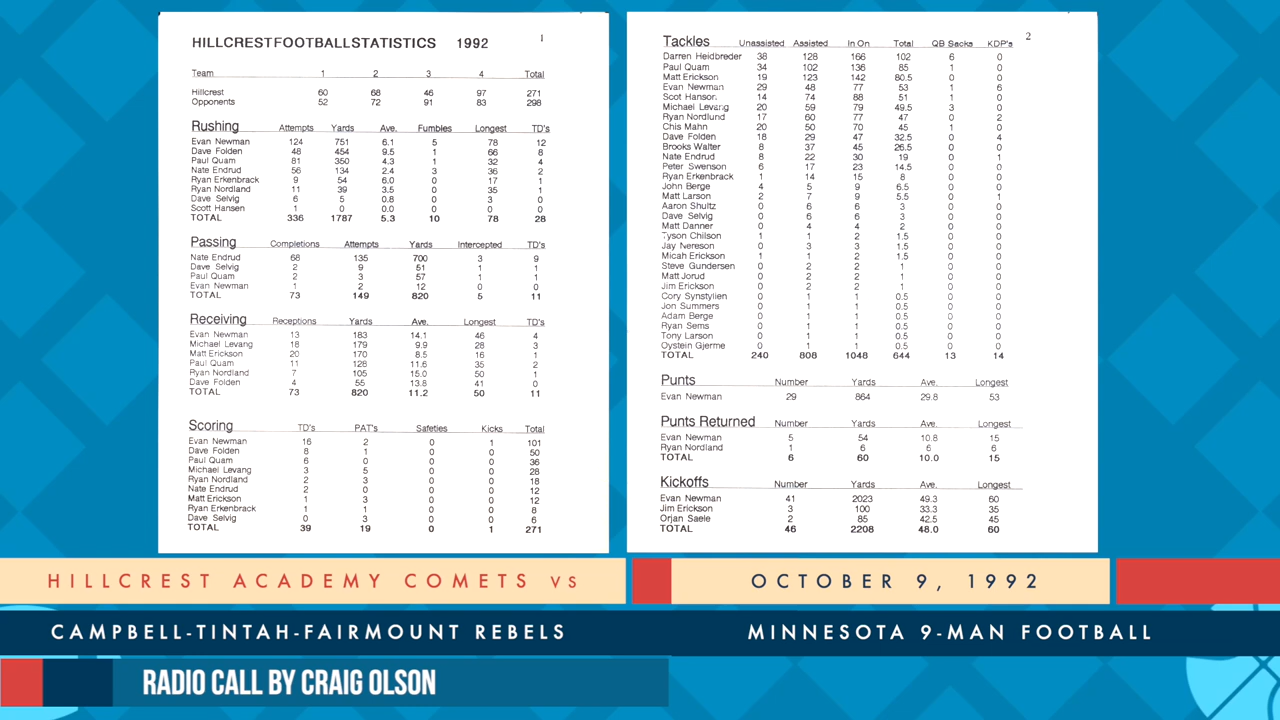 HILLCREST FOOTBALL STATISTICS 1992 1
Team 1 2 3 4 Total
Hillcrest 60 68 46 97 271
Opponents 52 72 91 83 298
Rushing Attempts Yards Ave. Fumbles Longest TD's
Evan Newman 124 751 6.1 5 78 12
Dave Folden 48 454 9.5 1 66 8
Paul Quam 81 350 4.3 1 32 4
Nate Endrud 56 134 2.4 3 36 2
Ryan Erkenbrack 9 54 6.0 0 17 1
Ryan Nordland 11 39 3.5 0 35 1
Dave Selvig 6 5 0.8 0 3 0
Scott Hansen 1 0 0.0 0 0 0
TOTAL 336 1787 5.3 10 78 28
Passing Completions Attempts Yards Intercepted TD's
Nate Endrud 68 135 700 3 9
Dave Selvig 2 9 51 1 1
Paul Quam 2 3 57 1 1
Evan Newman 1 2 12 0 0
TOTAL 73 149 820 5 11
Receiving Receptions Yards Ave. Longest TD's
Evan Newman 13 183 14.1 46 4
Michael Levang 18 179 9.9 28 3
Matt Erickson 20 170 8.5 16 1
Paul Quam 11 128 11.6 35 2
Ryan Nordland 7 105 15.0 50 1
Dave Folden 4 55 13.8 41 0
TOTAL 73 820 11.2 50 11
Scoring TD's PAT's Safeties Kicks Total
Evan Newman 16 2 0 1 101
Dave Folden 8 1 0 0 50
Paul Quam 6 0 0 0 36
Michael Levang 3 5 0 0 28
Ryan Nordland 2 3 0 0 18
Nate Endrud 2 0 0 0 12
Matt Erickson 1 3 0 0 12
Ryan Erkenbrack 1 1 0 0 8
Dave Selvig 0 3 0 0 6
TOTAL 39 19 0 1 271
2
Tackles Unassisted Assisted In On Total QB Sacks KDP's
Darren Heidbreder 38 128 166 102 6 0
Paul Quam 34 102 136 85 1 0
Matt Erickson 19 123 142 80.5 0 0
Evan Newman 29 48 77 53 1 6
Scot Hanson 14 74 88 51 1 0
Michael Levang 20 59 79 49.5 3 0
Ryan Nordlund 17 60 77 47 0 2
Chis Mahn 20 50 70 45 1 0
Dave Folden 18 29 47 32.5 0 4
Brooks Walter 8 37 45 26.5 0 0
Nate Endrud 8 22 30 19 0 1
Peter Swenson 6 17 23 14.5 0 0
Ryan Erkenbrack 1 14 15 8 0 0
John Berge 4 5 9 6.5 0 0
Matt Larson 2 7 9 5.5 0 1
Aaron Shultz 0 6 6 3 0 0
Dave Selvig 0 6 6 3 0 0
Matt Danner 0 4 4 2 0 0
Tyson Chilson 1 1 2 1.5 0 0
Jay Nereson 0 3 3 1.5 0 0
Micah Erickson 1 1 2 1.5 0 0
Steve Gundersen 0 2 2 1 0 0
Matt Jorud 0 2 2 1 0 0
Jim Erickson 0 2 2 1 0 0
Cory Synstylien 0 1 1 0.5 0 0
Jon Summers 0 1 1 0.5 0 0
Adam Berge 0 1 1 0.5 0 0
Ryan Sems 0 1 1 0.5 0 0
Tony Larson 0 1 1 0.5 0 0
Oystein Gjerme 0 1 1 0.5 0 0
TOTAL 240 808 1048 644 13 14
Punts Number Yards Ave. Longest
Evan Newman 29 864 29.8 53
Punts Returned Number Yards Ave. Longest
Evan Newman 5 54 10.8 15
Ryan Nordland 1 6 6 6
TOTAL 6 60 10.0 15
Kickoffs Number Yards Ave. Longest
Evan Newman 41 2023 49.3 60
Jim Erickson 3 100 33.3 35
Orjan Saele 2 85 42.5 45
TOTAL 46 2208 48.0 60
HILLCREST ACADEMY COMETS VS
OCTOBER 9, 1992
CAMPBELL-TINTAH-FAIRMOUNT REBELS
MINNESOTA 9-MAN FOOTBALL
RADIO CALL BY CRAIG OLSON